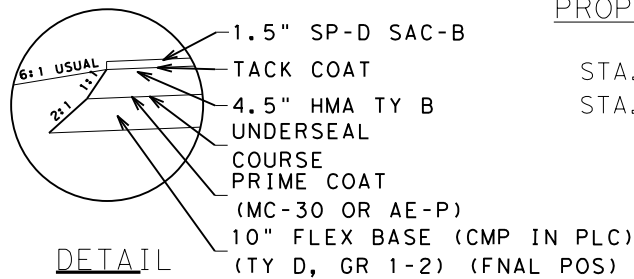 PROP
1.5" SP-D SAC-B
6:1 USUAL
1:1
2:1
TACK COAT
STA.
4.5" HMA TY B
STA.
UNDERSEAL
COURSE
PRIME COAT
(MC-30 OR AE-P)
10" FLEX BASE (CMP IN PLC)
(TY D, GR 1-2) (FNAL POS)
DETAIL